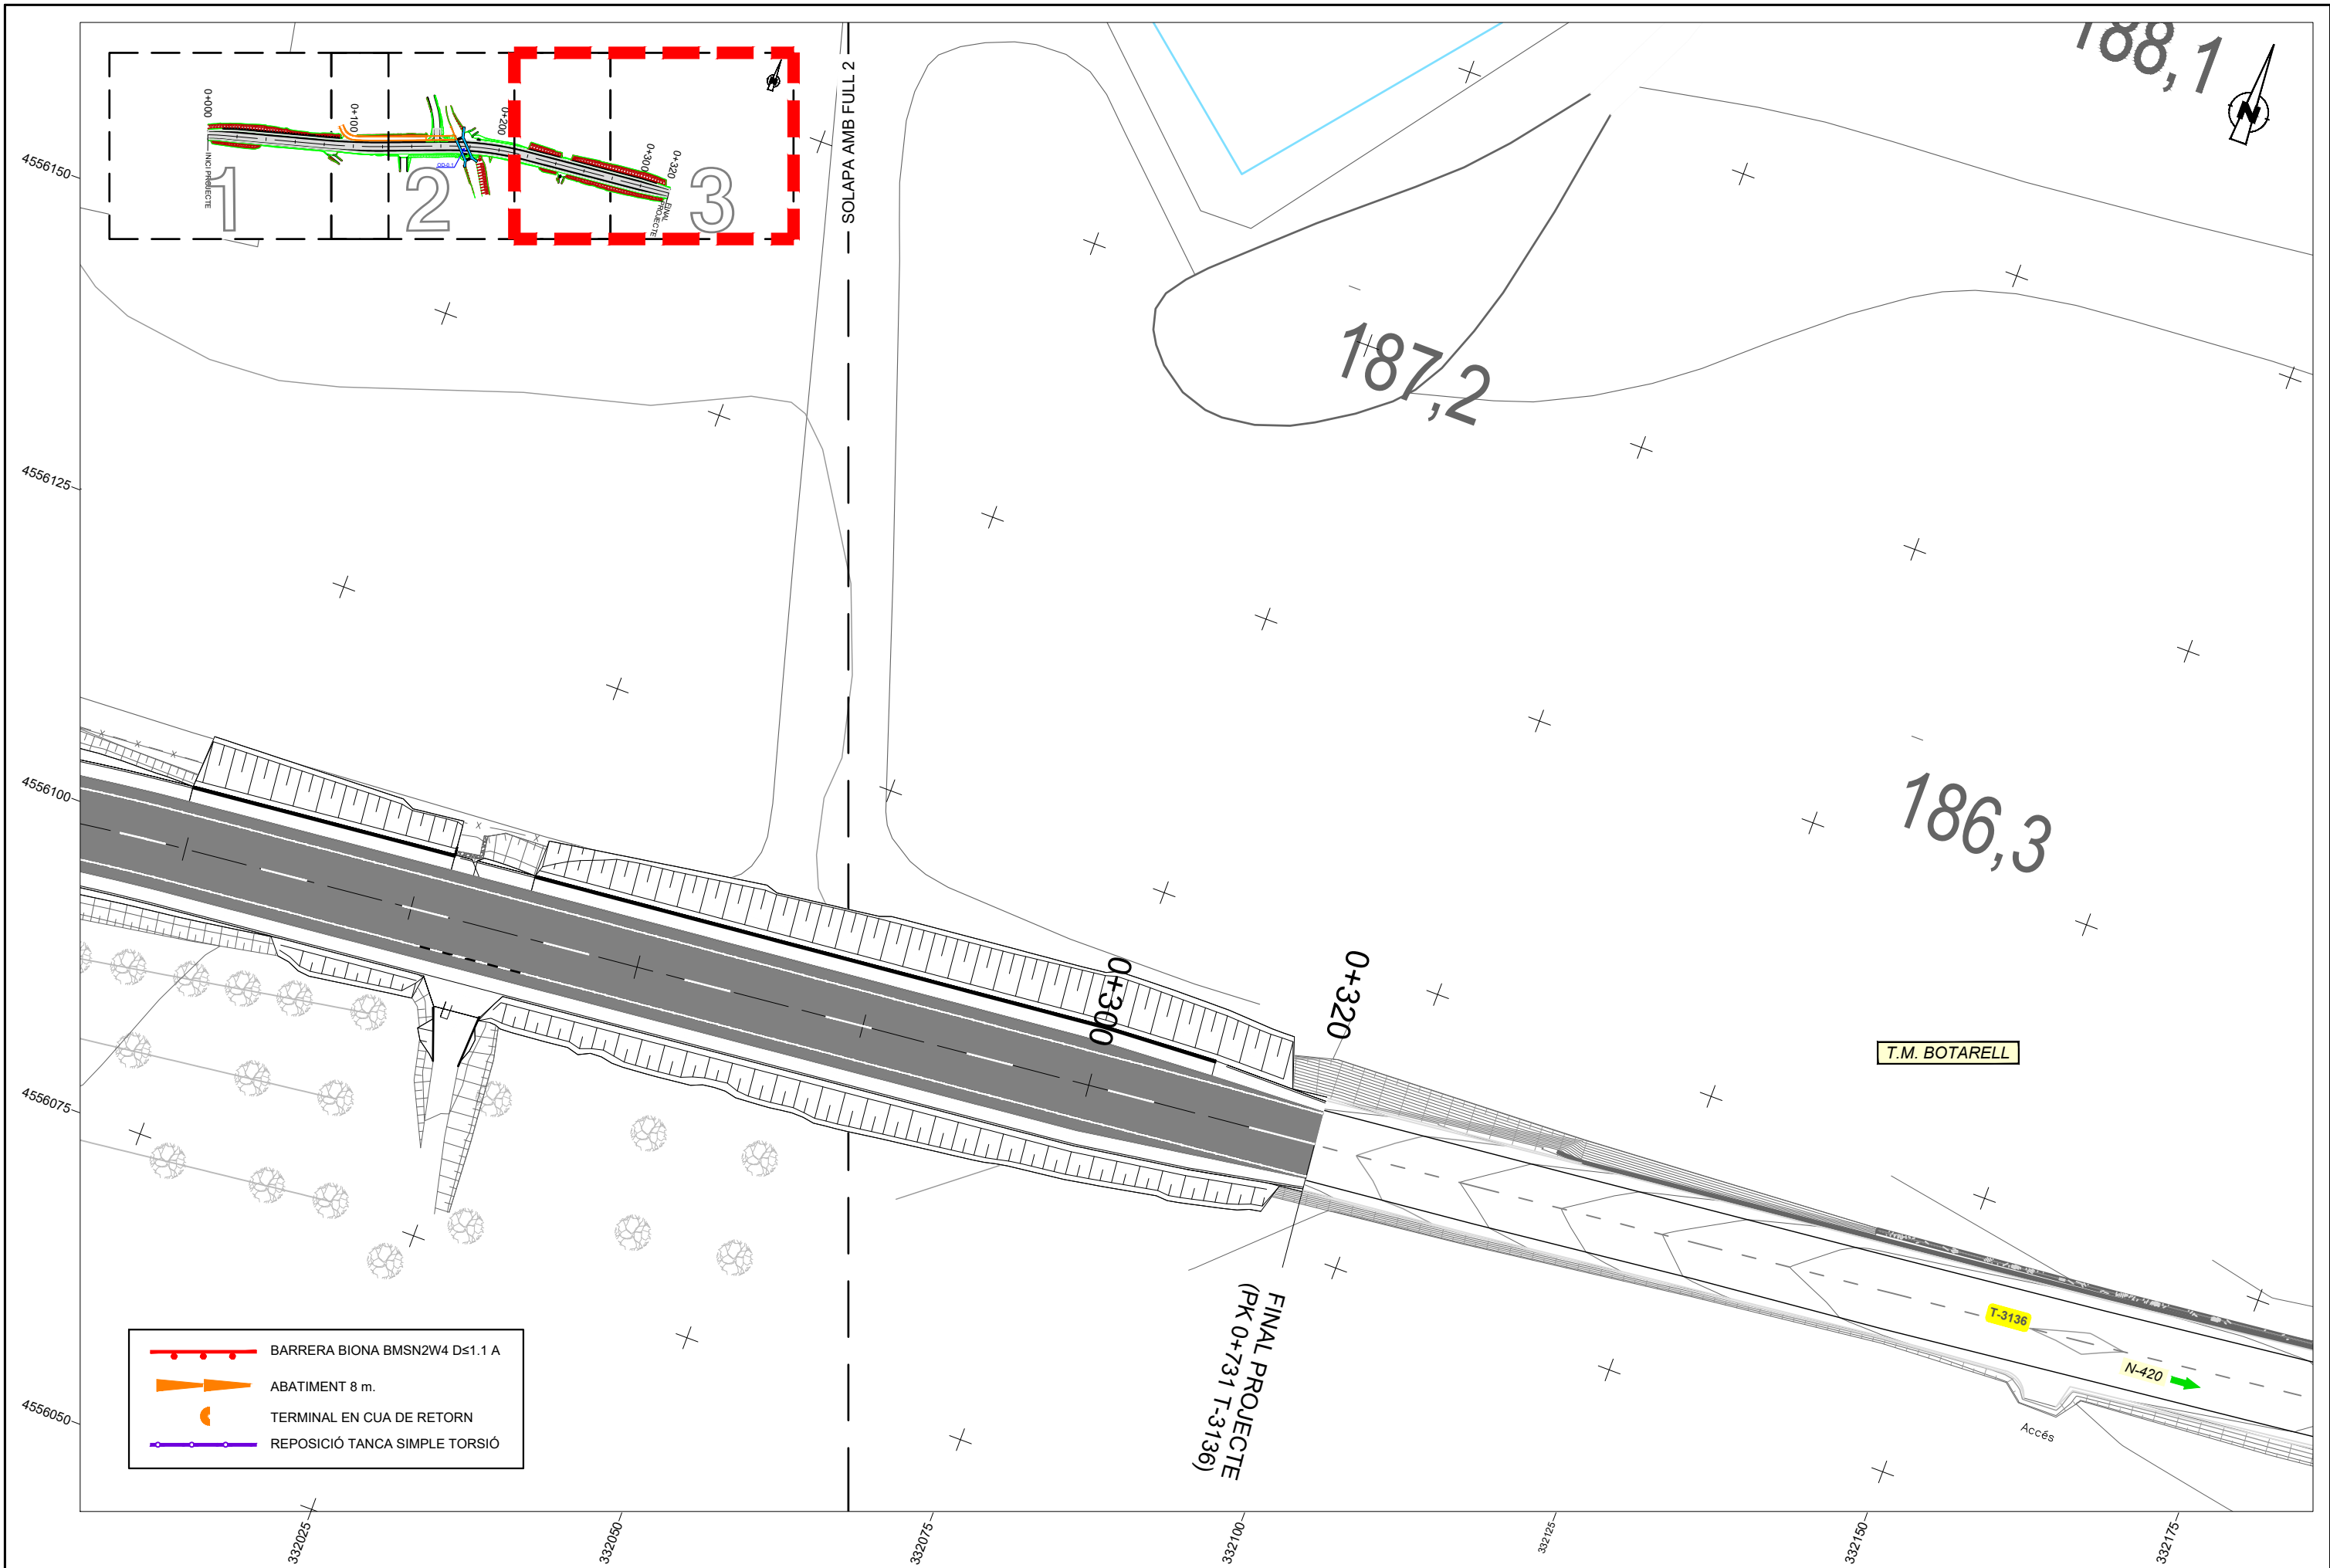 188,1
N
0+000
INICI PROJECTE
0+100
0+200
0+300
0+320
FINAL
PROJECTE
OD-0.1
1
2
3
SOLAPA AMB FULL 2
4556150
4556125
4556100
4556075
4556050
187,2
186,3
0+300
0+320
T.M. BOTARELL
FINAL PROJECTE
(PK 0+731 T-3136)
T-3136
N-420
Accés
BARRERA BIONA BMSN2W4 D≤1.1 A
ABATIMENT 8 m.
TERMINAL EN CUA DE RETORN
REPOSICIÓ TANCA SIMPLE TORSIÓ
332025
332050
332075
332100
332125
332150
332175